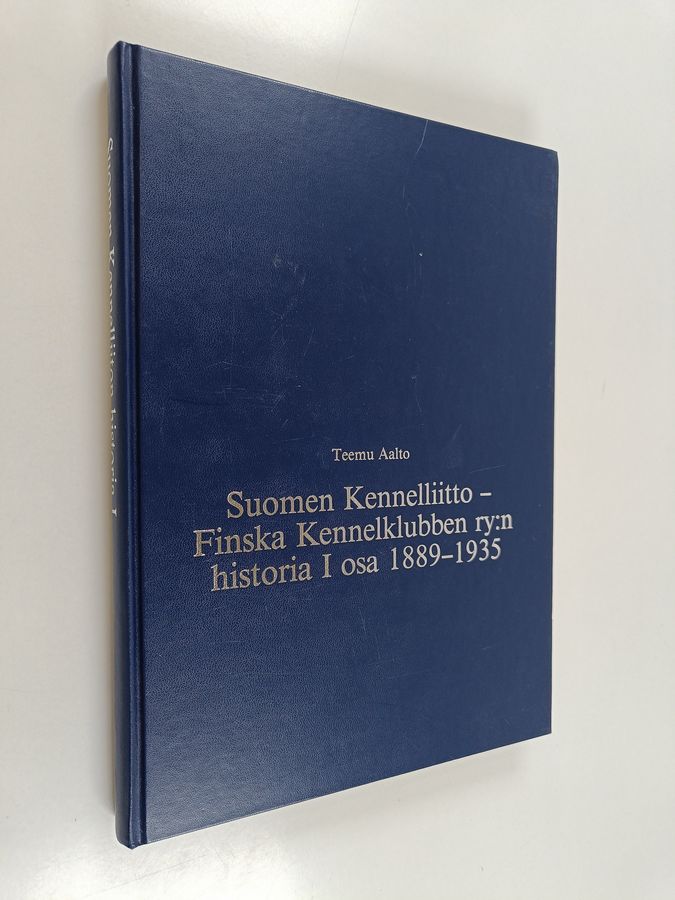 Suomen Kennelliiton historia I
Teemu Aalto
Suomen Kennelliitto –
Finska Kennelklubben ry:n
historia I osa 1889–1935